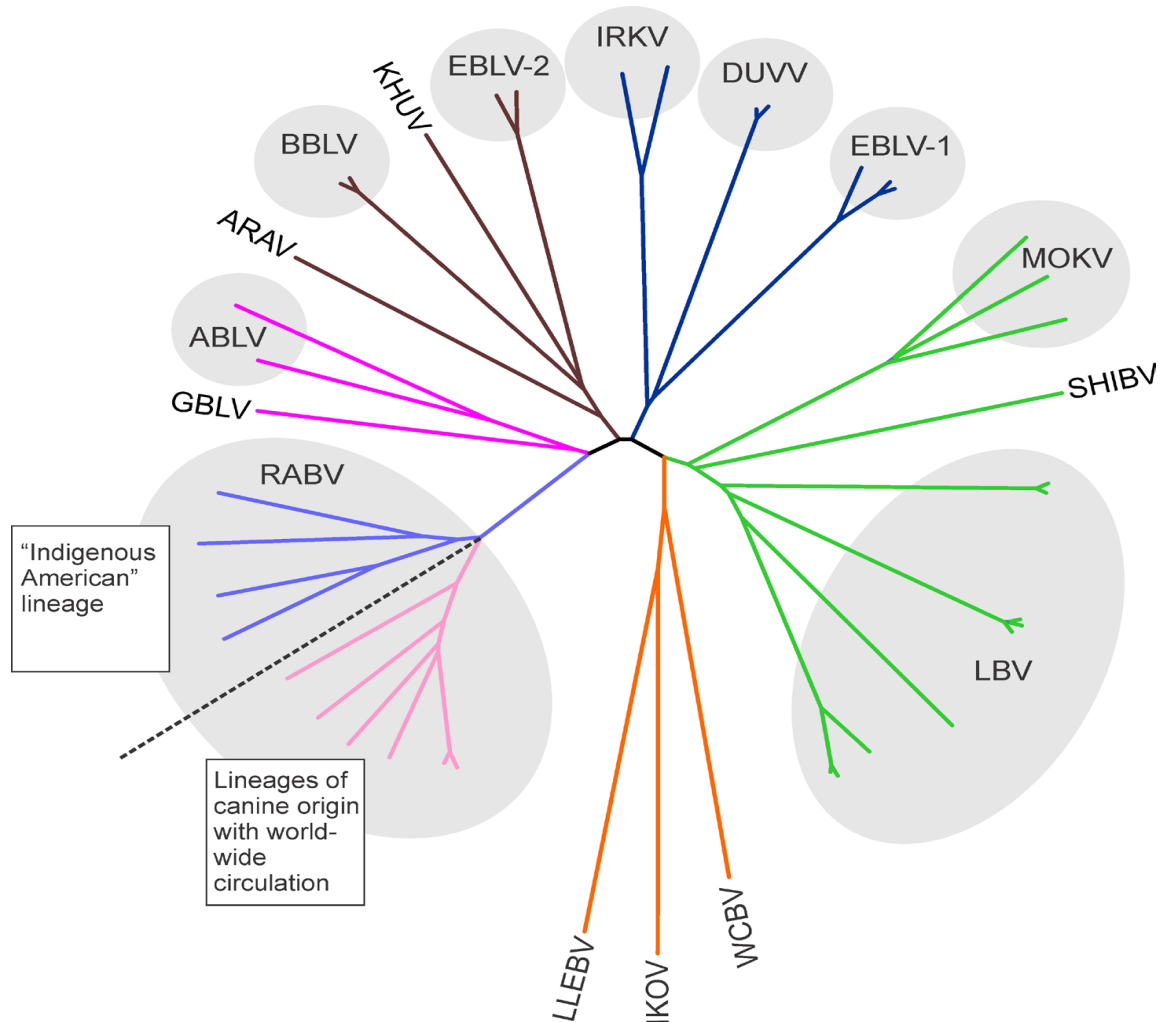 IRKV
EBLV-2
DUVV
KHUV
BBLV
EBLV-1
ARAV
MOKV
ABLV
SHIBV
GBLV
RABV
“Indigenous
American”
lineage
LBV
Lineages of
canine origin
with world-
wide
circulation
WCBV
LLEBV
IKOV